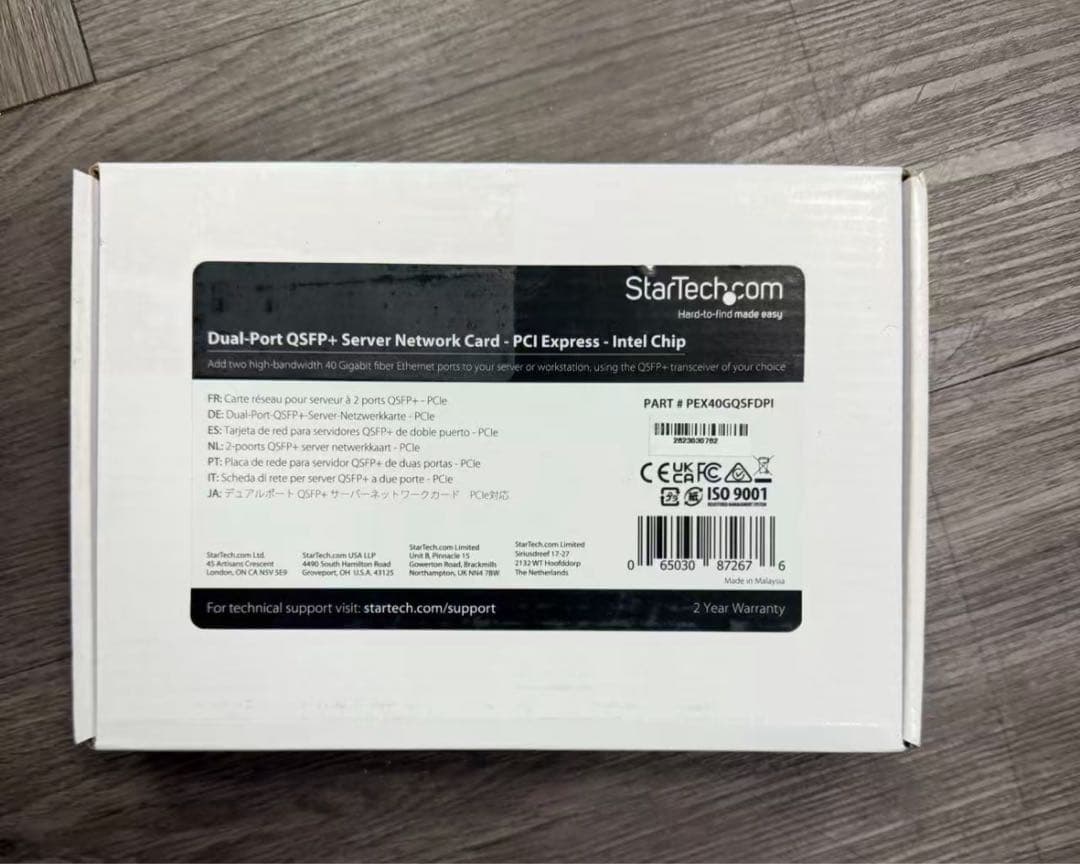 StarTech.com
Hard-to-find made easy
Dual-Port QSFP+ Server Network Card - PCI Express - Intel Chip
Add two high-bandwidth 40 Gigabit fiber Ethernet ports to your server or workstation, using the QSFP+ transceiver of your choice
FR: Carte réseau pour serveur à 2 ports QSFP+ - PCIe
DE: Dual-Port-QSFP+-Server-Netzwerkkarte - PCIe
ES: Tarjeta de red para servidores QSFP+ de doble puerto - PCIe
NL: 2-poorts QSFP+ server netwerkkaart - PCIe
PT: Placa de rede para servidor QSFP+ de duas portas - PCIe
IT: Scheda di rete per server QSFP+ a due porte - PCIe
JA: デュアルポート QSFP+ サーバーネットワークカード PCIe対応
PART # PEX40GQSFDPI
2823030702
CE UKCA FC
ISO 9001
REGISTERED MANAGEMENT SYSTEM
0 65030 87267 6
Made in Malaysia
StarTech.com Ltd.
45 Artisans Crescent
London, ON CA N5V 5E9
StarTech.com USA LLP
4490 South Hamilton Road
Groveport, OH U.S.A. 43125
StarTech.com Limited
Unit B, Pinnacle 15
Gowerton Road, Brackmills
Northampton, UK NN4 7BW
StarTech.com Limited
Siriusdreef 17-27
2132 WT Hoofddorp
The Netherlands
For technical support visit: startech.com/support
2 Year Warranty